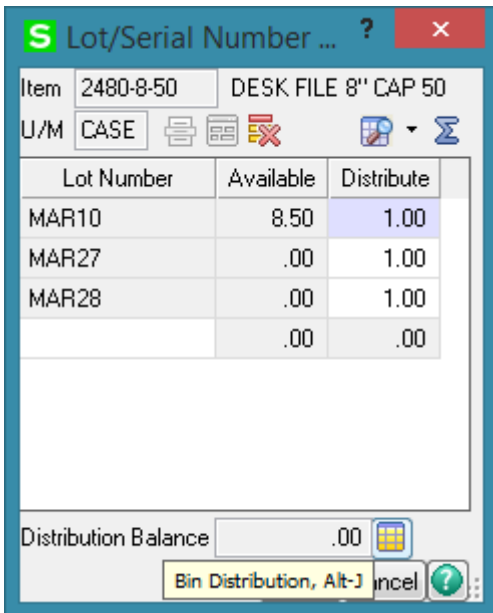 S Lot/Serial Number ... ? ×
Item 2480-8-50 DESK FILE 8" CAP 50
U/M CASE Σ
Lot Number Available Distribute
MAR10 8.50 1.00
MAR27 .00 1.00
MAR28 .00 1.00
.00 .00
Distribution Balance .00
Bin Distribution, Alt-J ncel ?